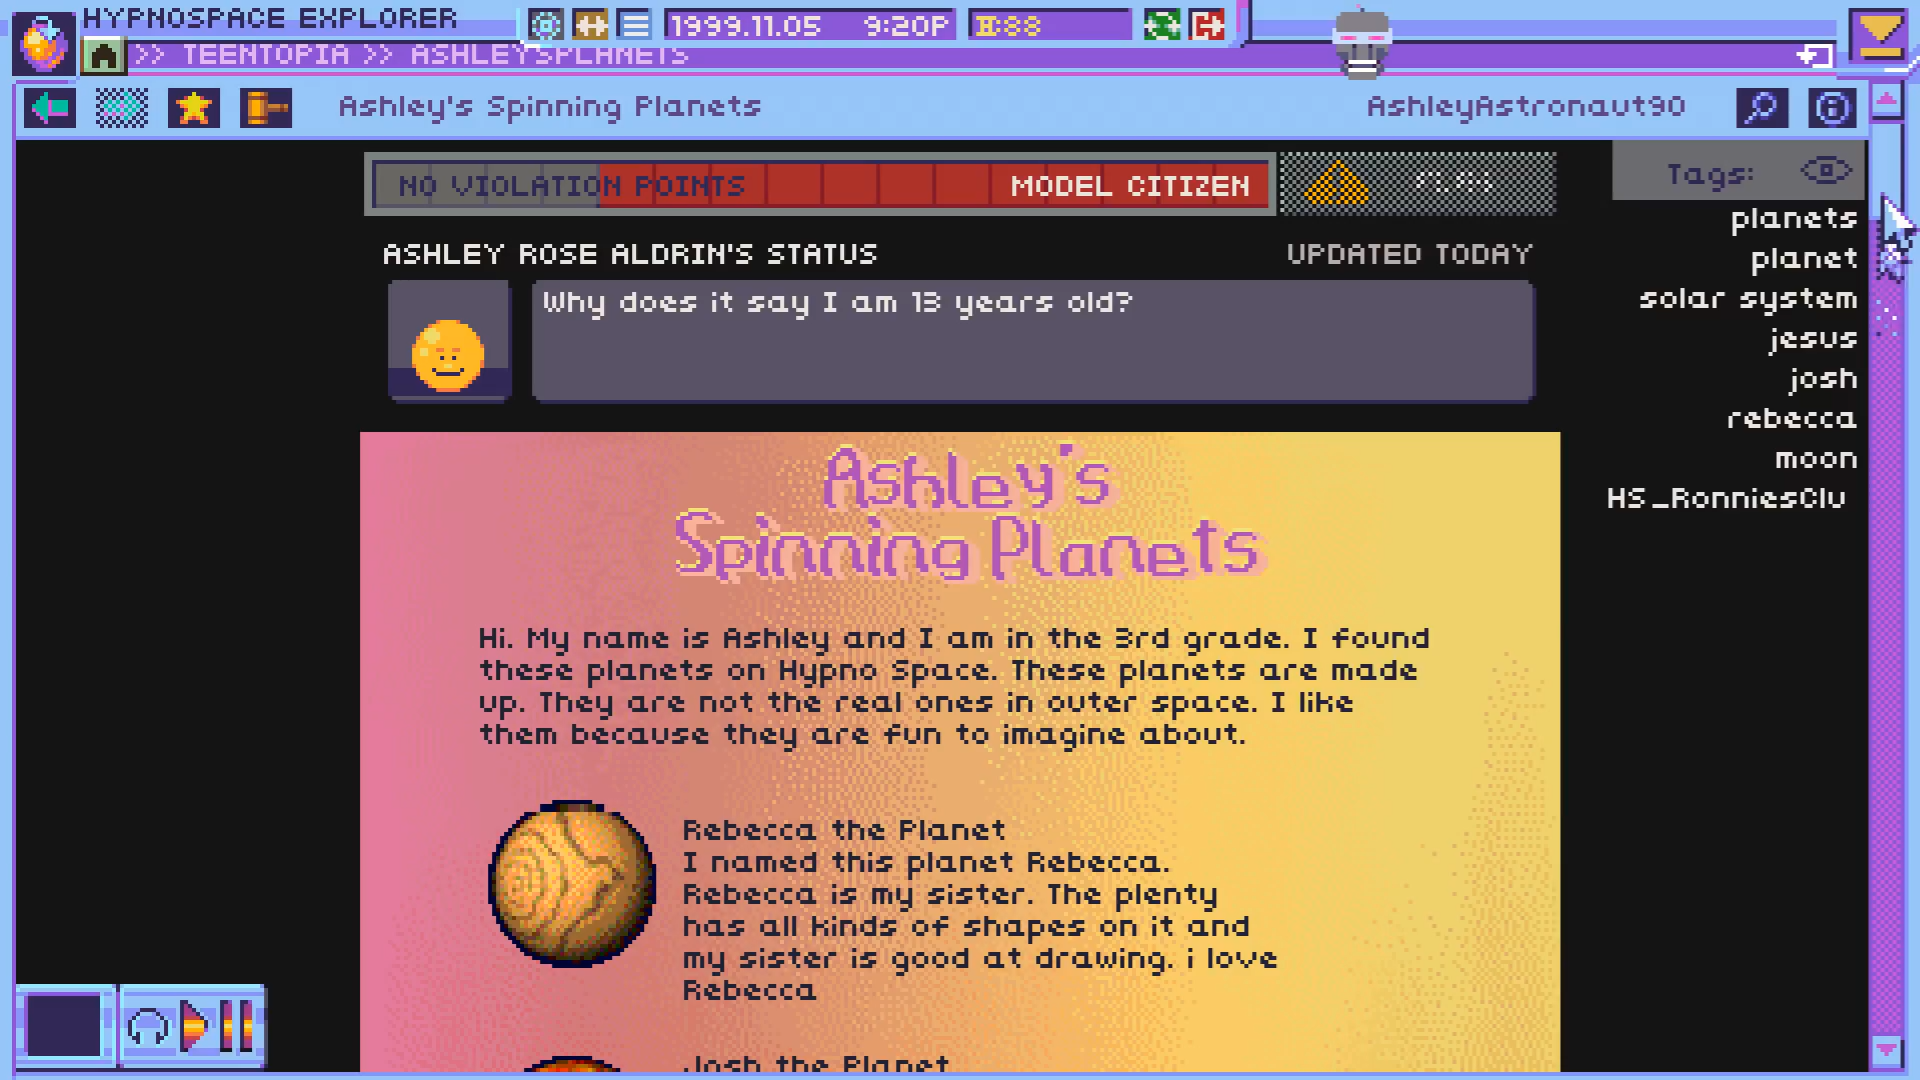 HYPNOSPACE EXPLORER
1999.11.05 9:20P
88
>> TEENTOPIA >> ASHLEYSPLANETS
Ashley's Spinning Planets
AshleyAstronaut90
NO VIOLATION POINTS
MODEL CITIZEN
Tags:
planets
planet
solar system
jesus
josh
rebecca
moon
HS_RonniesClu
ASHLEY ROSE ALDRIN'S STATUS
UPDATED TODAY
Why does it say I am 13 years old?
Ashley's
Spinning Planets
Hi. My name is Ashley and I am in the 3rd grade. I found
these planets on Hypno Space. These planets are made
up. They are not the real ones in outer space. I like
them because they are fun to imagine about.
Rebecca the Planet
I named this planet Rebecca.
Rebecca is my sister. The plenty
has all kinds of shapes on it and
my sister is good at drawing. i love
Rebecca
Josh the Planet